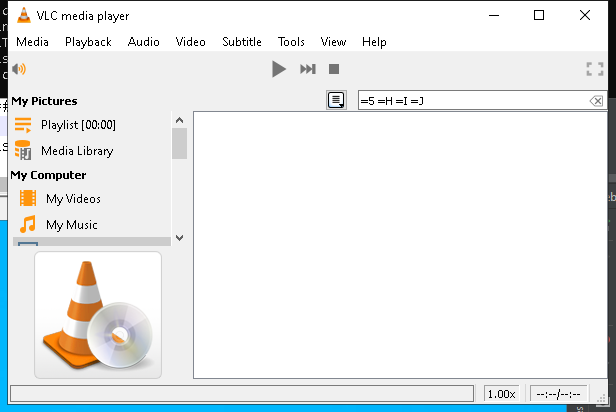 VLC media player
Media Playback Audio Video Subtitle Tools View Help
My Pictures
=5 =H =I =J
Playlist [00:00]
Media Library
My Computer
My Videos
My Music
1.00x --:--/--:--